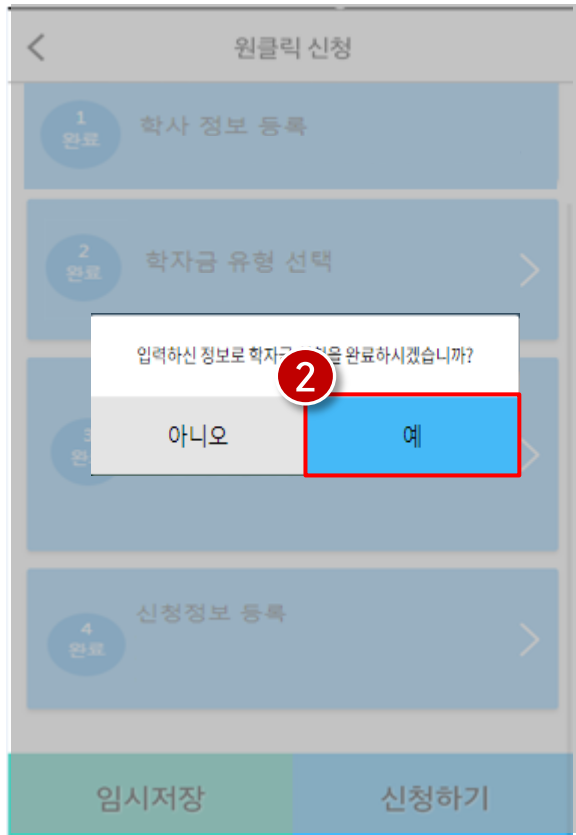 원클릭 신청
1
완료
학사 정보 등록
2
완료
학자금 유형 선택
입력하신 정보로 학자 을 완료하시겠습니까?
2
아니오
예
3
신청정보 등록
4
완료
임시저장
신청하기